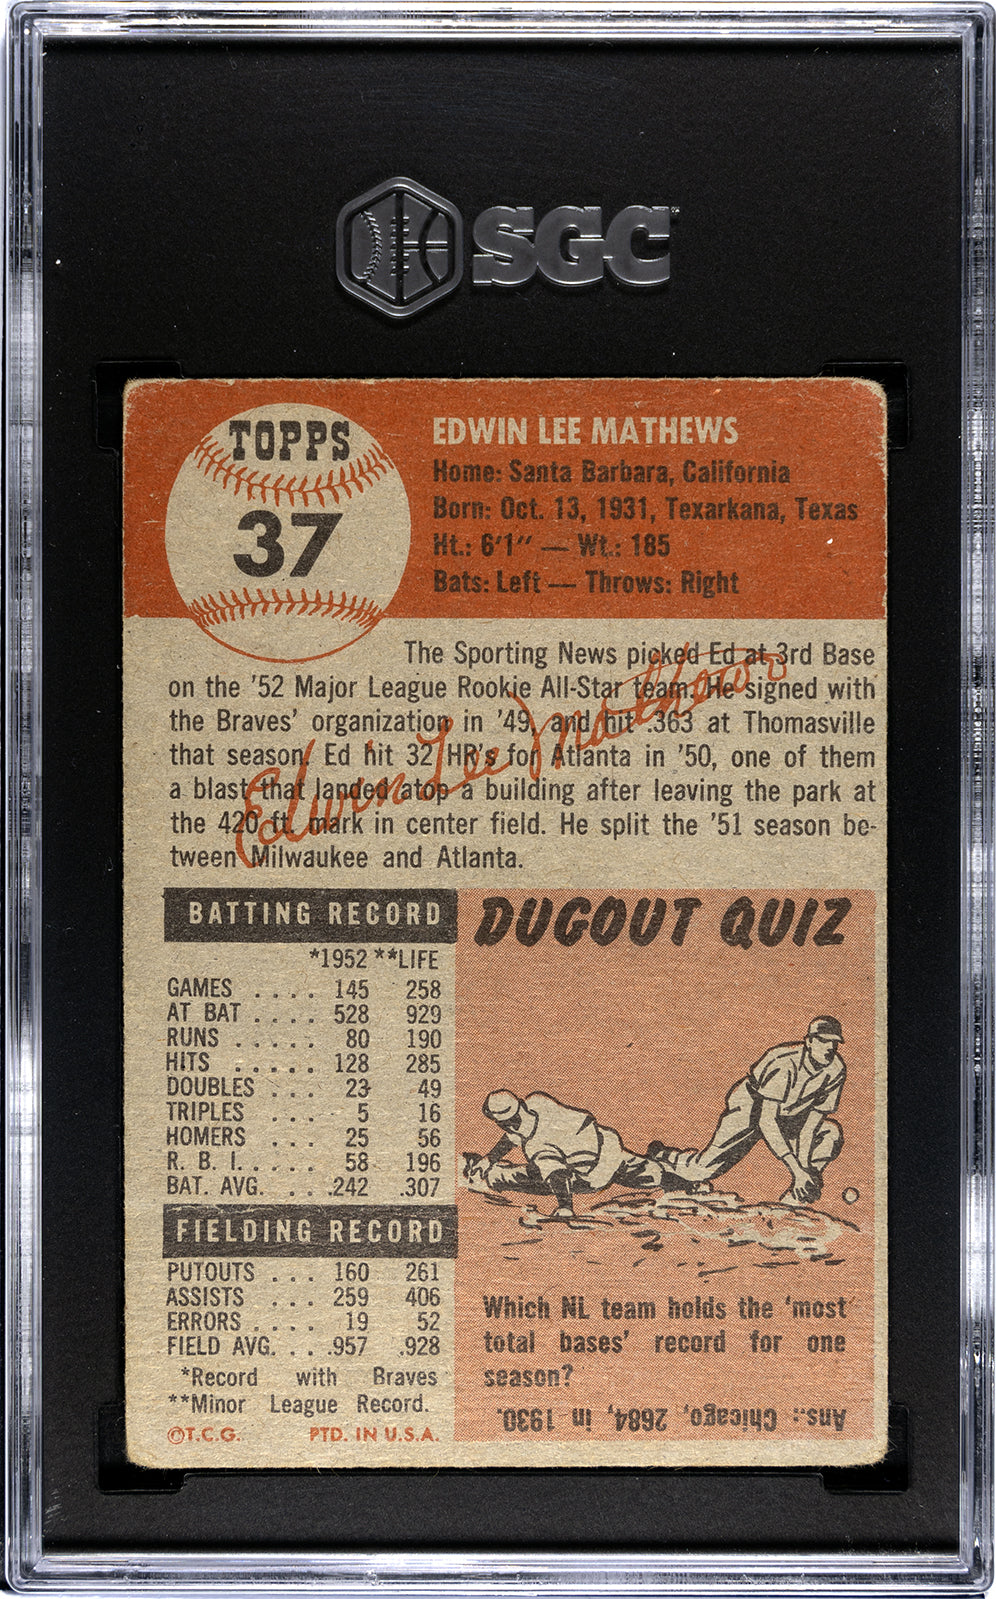 SGC
TOPPS
37
EDWIN LEE MATHEWS
Home: Santa Barbara, California
Born: Oct. 13, 1931, Texarkana, Texas
Ht.: 6'1" — Wt.: 185
Bats: Left — Throws: Right
The Sporting News picked Ed at 3rd Base
on the '52 Major League Rookie All-Star team. He signed with
the Braves' organization in '49, and hit .363 at Thomasville
that season. Ed hit 32 HR's for Atlanta in '50, one of them
a blast that landed atop a building after leaving the park at
the 420 ft. mark in center field. He split the '51 season be-
tween Milwaukee and Atlanta.
Edwin Lee Mathews
BATTING RECORD
*1952 **LIFE
GAMES .... 145 258
AT BAT .... 528 929
RUNS ..... 80 190
HITS ..... 128 285
DOUBLES ... 23 49
TRIPLES ... 5 16
HOMERS ... 25 56
R. B. I. .... 58 196
BAT. AVG. ... .242 .307
FIELDING RECORD
PUTOUTS ... 160 261
ASSISTS ... 259 406
ERRORS .... 19 52
FIELD AVG. ... .957 .928
*Record with Braves
**Minor League Record.
©T.C.G. PTD. IN U.S.A.
DUGOUT QUIZ
Which NL team holds the 'most
total bases' record for one
season?
Ans.: Chicago, 2684, in 1930.